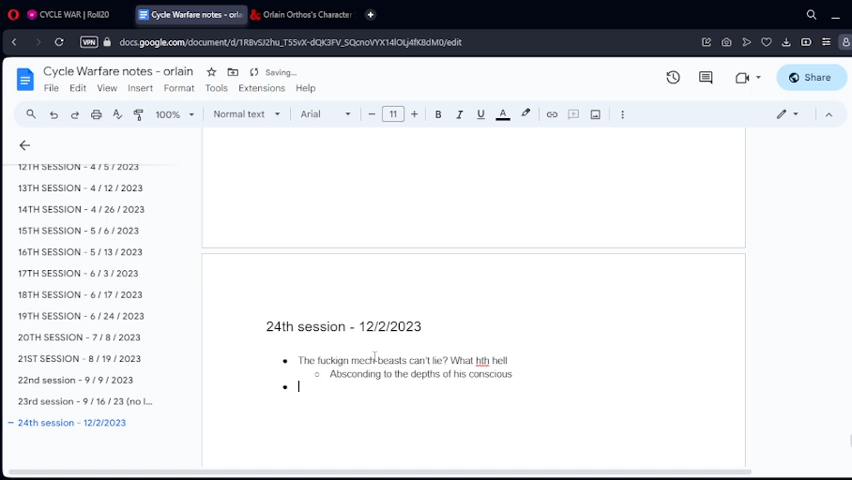 CYCLE WAR | Roll20
Cycle Warfare notes - orlai
Orlain Orthos's Character
VPN
docs.google.com/document/d/1RBvSJ2hu_T55vX-dQK3FV_SQcnoVYX14lOLj4fK8dM0/edit
Cycle Warfare notes - orlain
Saving...
File Edit View Insert Format Tools Extensions Help
Share
100% Normal text Arial 11 B I U A
12TH SESSION - 4 / 5 / 2023
13TH SESSION - 4 / 12 / 2023
14TH SESSION - 4 / 26 / 2023
15TH SESSION - 5 / 6 / 2023
16TH SESSION - 5 / 13 / 2023
17TH SESSION - 6 / 3 / 2023
18TH SESSION - 6 / 17 / 2023
19TH SESSION - 6 / 24 / 2023
20TH SESSION - 7 / 8 / 2023
21ST SESSION - 8 / 19 / 2023
22nd session - 9 / 9 / 2023
23rd session - 9 / 16 / 23 (no l...
24th session - 12/2/2023
24th session - 12/2/2023
The fuckign mech-beasts can't lie? What hth hell
Absconding to the depths of his conscious